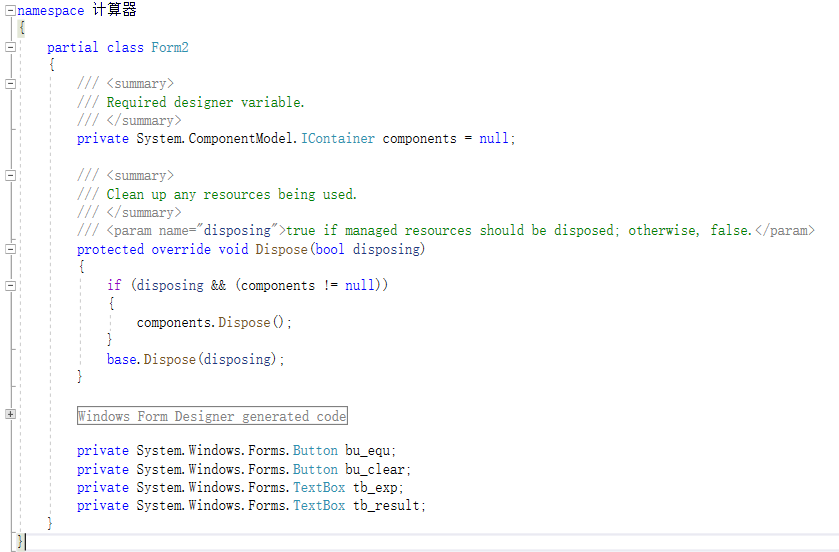 namespace 计算器
{
    partial class Form2
    {
        /// <summary>
        /// Required designer variable.
        /// </summary>
        private System.ComponentModel.IContainer components = null;

        /// <summary>
        /// Clean up any resources being used.
        /// </summary>
        /// <param name="disposing">true if managed resources should be disposed; otherwise, false.</param>
        protected override void Dispose(bool disposing)
        {
            if (disposing && (components != null))
            {
                components.Dispose();
            }
            base.Dispose(disposing);
        }

        Windows Form Designer generated code

        private System.Windows.Forms.Button bu_equ;
        private System.Windows.Forms.Button bu_clear;
        private System.Windows.Forms.TextBox tb_exp;
        private System.Windows.Forms.TextBox tb_result;
    }
}